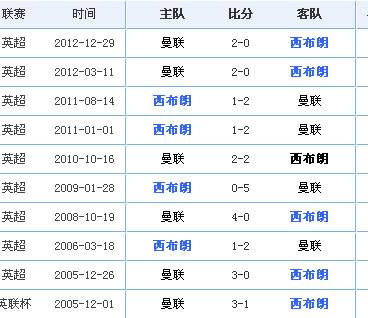 联赛 时间 主队 比分 客队
英超 2012-12-29 曼联 2-0 西布朗
英超 2012-03-11 曼联 2-0 西布朗
英超 2011-08-14 西布朗 1-2 曼联
英超 2011-01-01 西布朗 1-2 曼联
英超 2010-10-16 曼联 2-2 西布朗
英超 2009-01-28 西布朗 0-5 曼联
英超 2008-10-19 曼联 4-0 西布朗
英超 2006-03-18 西布朗 1-2 曼联
英超 2005-12-26 曼联 3-0 西布朗
英联杯 2005-12-01 曼联 3-1 西布朗